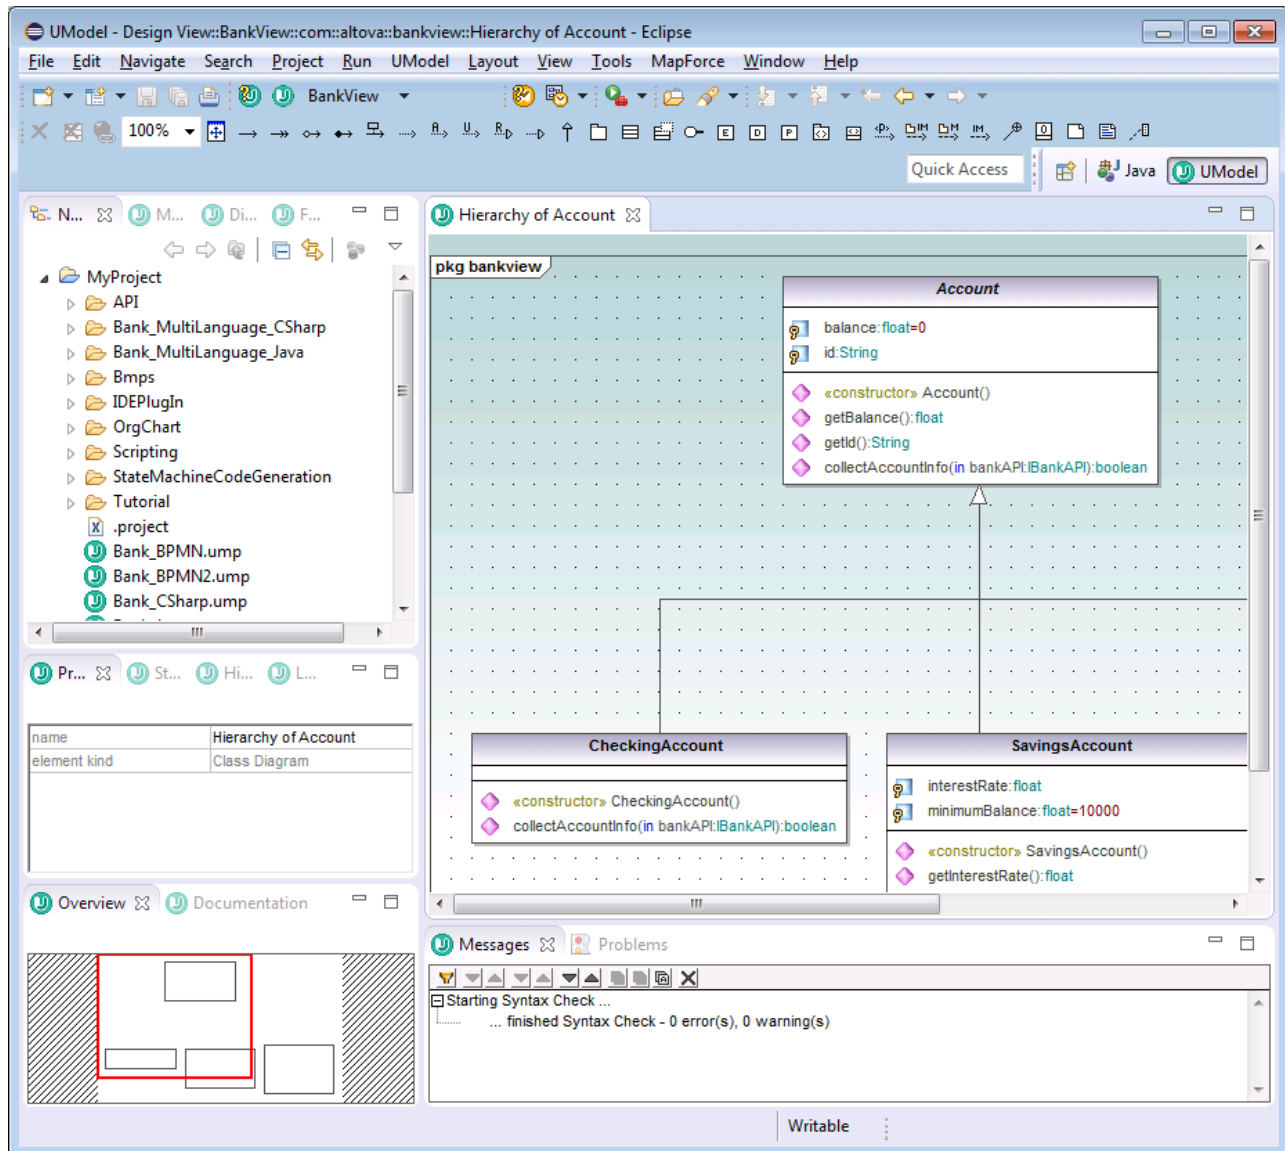 UModel - Design View::BankView::com::altova::bankview::Hierarchy of Account - Eclipse
File Edit Navigate Search Project Run UModel Layout View Tools MapForce Window Help
BankView
100%
Quick Access Java UModel
N... M... Di... F...
MyProject
API
Bank_MultiLanguage_CSharp
Bank_MultiLanguage_Java
Bmps
IDEPlugIn
OrgChart
Scripting
StateMachineCodeGeneration
Tutorial
.project
Bank_BPMN.ump
Bank_BPMN2.ump
Bank_CSharp.ump
Pr... St... Hi... L...
name Hierarchy of Account
element kind Class Diagram
Overview Documentation
Hierarchy of Account
pkg bankview
Account
balance:float=0
id:String
«constructor» Account()
getBalance():float
getId():String
collectAccountInfo(in bankAPI:IBankAPI):boolean
CheckingAccount
«constructor» CheckingAccount()
collectAccountInfo(in bankAPI:IBankAPI):boolean
SavingsAccount
interestRate:float
minimumBalance:float=10000
«constructor» SavingsAccount()
getInterestRate():float
Messages Problems
Starting Syntax Check ...
... finished Syntax Check - 0 error(s), 0 warning(s)
Writable